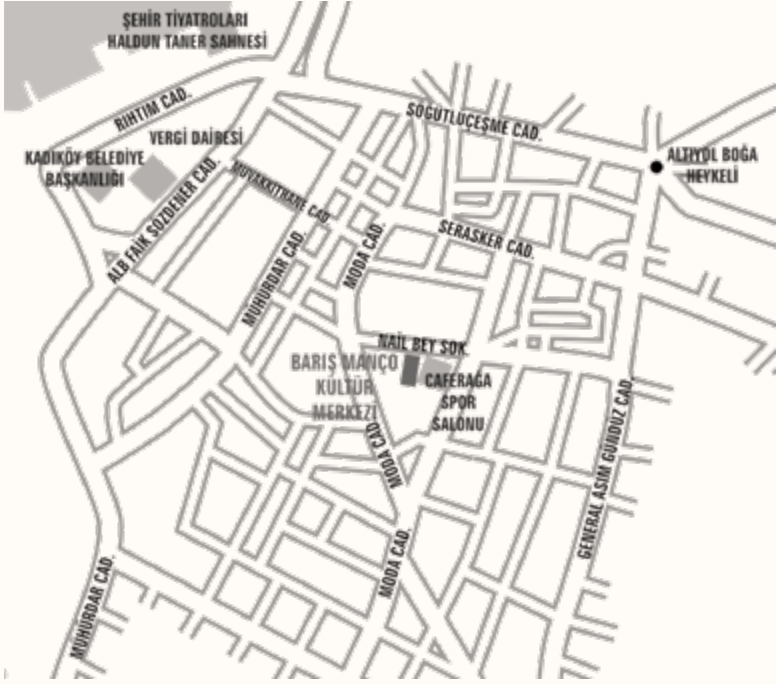 ŞEHİR TİYATROLARI
HALDUN TANER SAHNESİ
RIHTIM CAD.
SÖĞÜTLÜÇEŞME CAD.
VERGİ DAİRESİ
KADIKÖY BELEDİYE
BAŞKANLIĞI
ALTIYOL BOĞA
HEYKELİ
MUVAKKITHANE CAD.
ALB FAİK SÖZDENER CAD.
SERASKER CAD.
MODA CAD.
MUHURDAR CAD.
NAİL BEY SOK.
BARIŞ MANÇO
KÜLTÜR
MERKEZİ
CAFERAĞA
SPOR
SALONU
MODA CAD.
GENERAL ASIM GÜNDÜZ CAD.
MODA CAD.
MUHURDAR CAD.